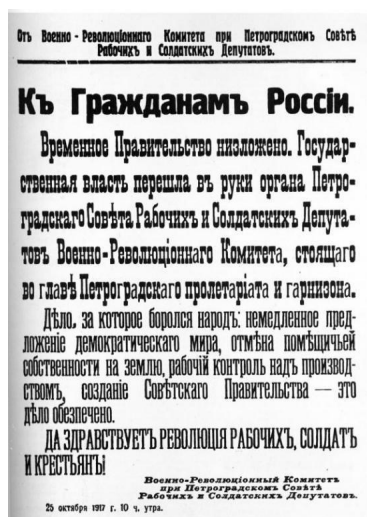 Отъ Военно - Революціоннаго Комитета при Петроградскомъ Совѣтѣ
Рабочихъ и Солдатскихъ Депутатовъ.
Къ Гражданамъ Россіи.
Временное Правительство низложено. Государ-
ственная власть перешла въ руки органа Петро-
градскаго Совѣта Рабочихъ и Солдатскихъ Депута-
товъ Военно-Революціоннаго Комитета, стоящаго
во главѣ Петроградскаго пролетаріата и гарнизона.
Дѣло, за которое боролся народъ: немедленное пред-
ложеніе демократическаго мира, отмѣна помѣщичьей
собственности на землю, рабочій контроль надъ производ-
ствомъ, созданіе Совѣтскаго Правительства — это
дѣло обезпечено.
ДА ЗДРАВСТВУЕТЪ РЕВОЛЮЦІЯ РАБОЧИХЪ, СОЛДАТЪ
И КРЕСТЬЯНЪ!
Военно-Революціонный Комитетъ
при Петроградскомъ Совѣтѣ
Рабочихъ и Солдатскихъ Депутатовъ.
25 октября 1917 г. 10 ч. утра.